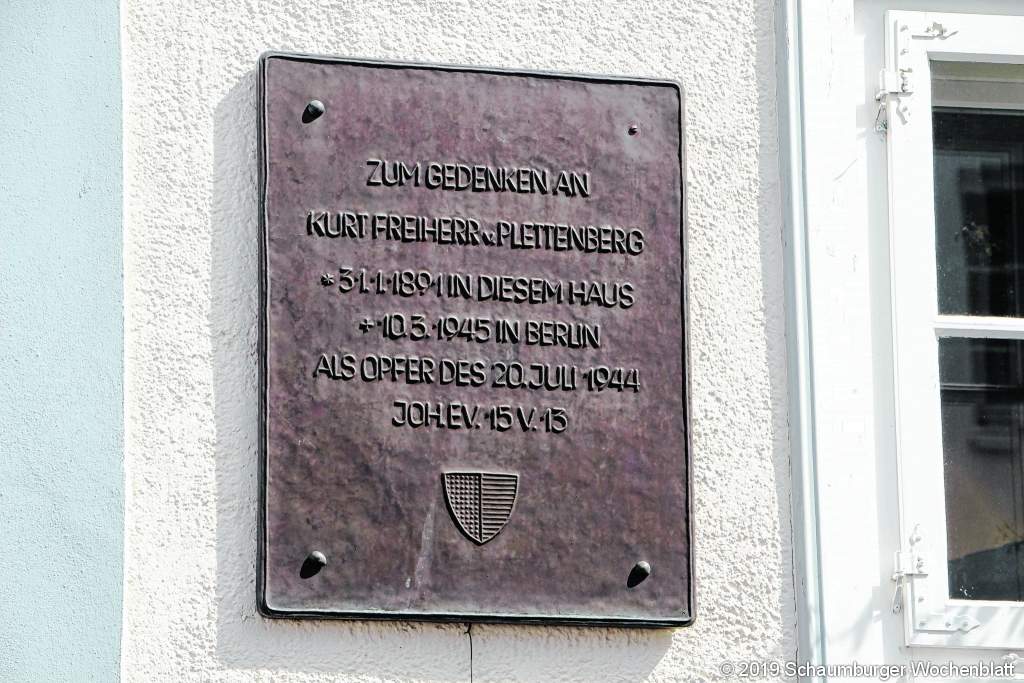 ZUM GEDENKEN AN
KURT FREIHERR v. PLETTENBERG
* 31.1.1891 IN DIESEM HAUS
+ 10.3.1945 IN BERLIN
ALS OPFER DES 20. JULI 1944
JOH. EV. 15 V. 13
© 2019 Schaumburger Wochenblatt